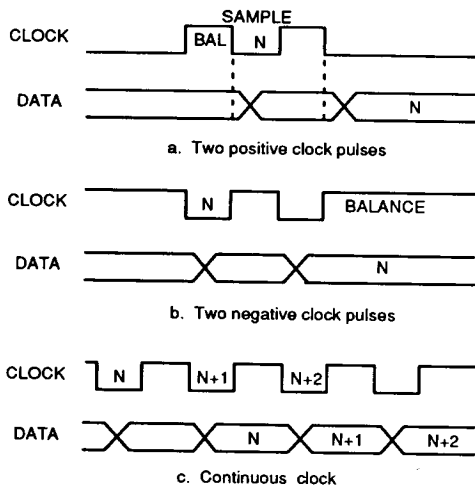 SAMPLE
CLOCK BAL N
DATA N
a. Two positive clock pulses
CLOCK N BALANCE
DATA N
b. Two negative clock pulses
CLOCK N N+1 N+2
DATA N N+1 N+2
c. Continuous clock